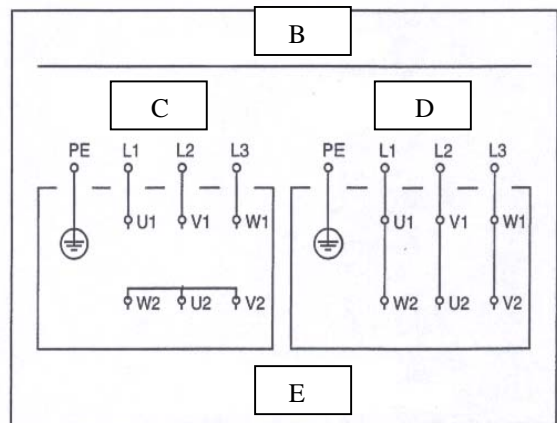 B
C D
PE L1 L2 L3 PE L1 L2 L3
U1 V1 W1 U1 V1 W1
W2 U2 V2 W2 U2 V2
E